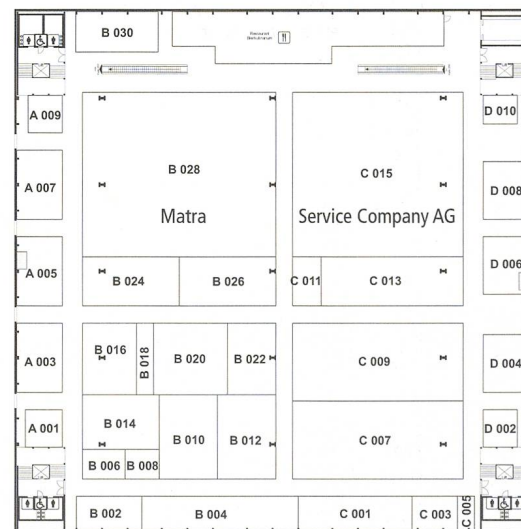 B 030
Restaurant
A 009
D 010
B 028
C 015
A 007
D 008
Matra
Service Company AG
A 005
D 006
B 024
B 026
C 011
C 013
A 003
B 016
B 018
B 020
B 022
C 009
D 004
A 001
B 014
B 010
B 012
C 007
D 002
B 006
B 008
B 002
B 004
C 001
C 003
C 005